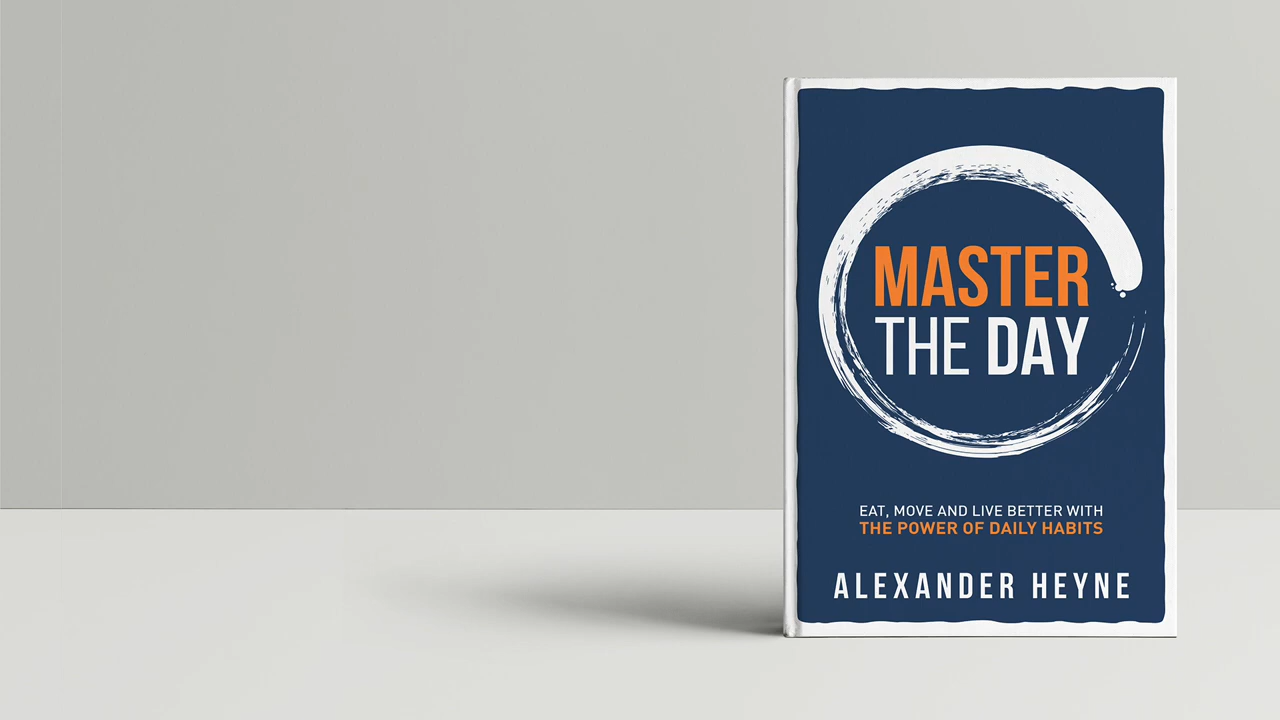 MASTER
THE DAY
EAT, MOVE AND LIVE BETTER WITH
THE POWER OF DAILY HABITS
ALEXANDER HEYNE